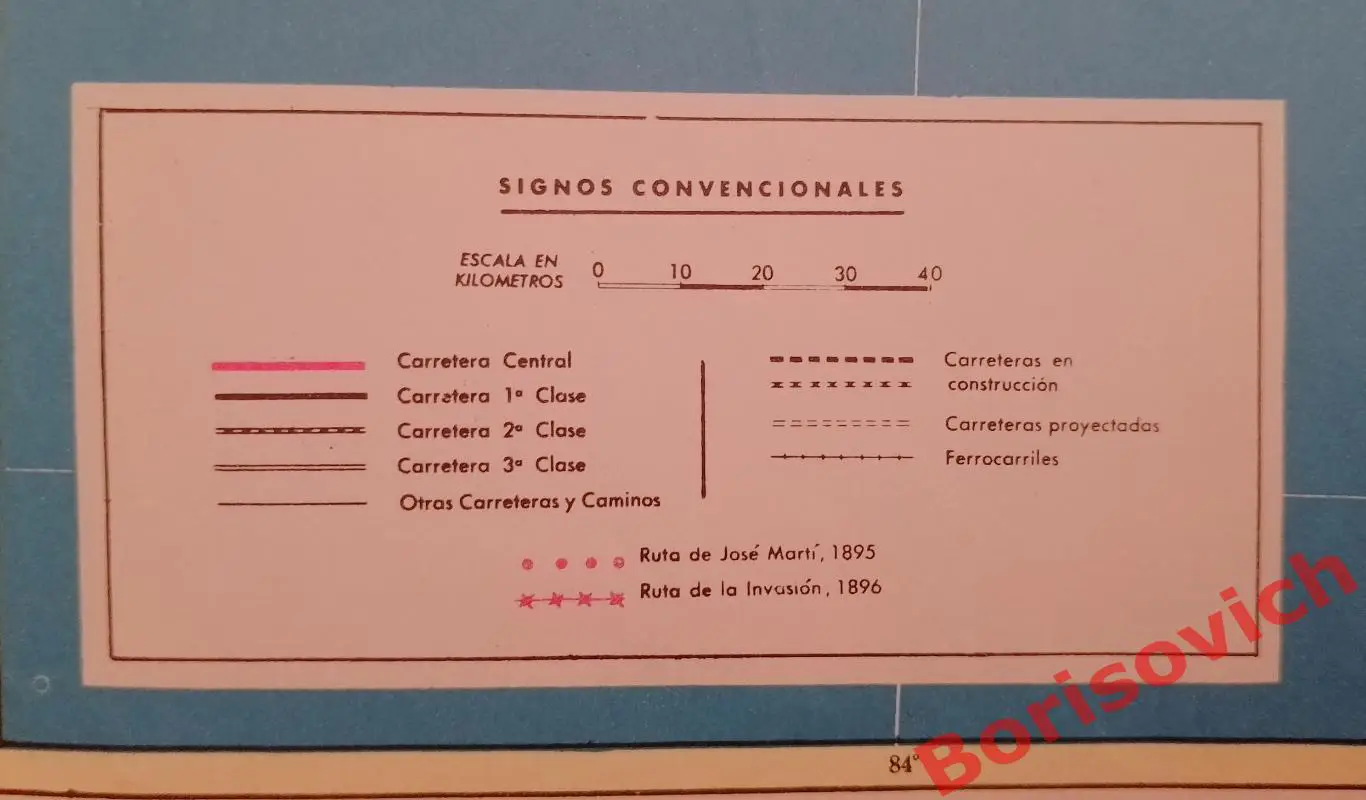 SIGNOS CONVENCIONALES
ESCALA EN
KILOMETROS
0 10 20 30 40
Carretera Central
Carretera 1ª Clase
Carretera 2ª Clase
Carretera 3ª Clase
Otras Carreteras y Caminos
Carreteras en
construcción
Carreteras proyectadas
Ferrocarriles
Ruta de José Martí, 1895
Ruta de la Invasión, 1896
84°
Borisovich